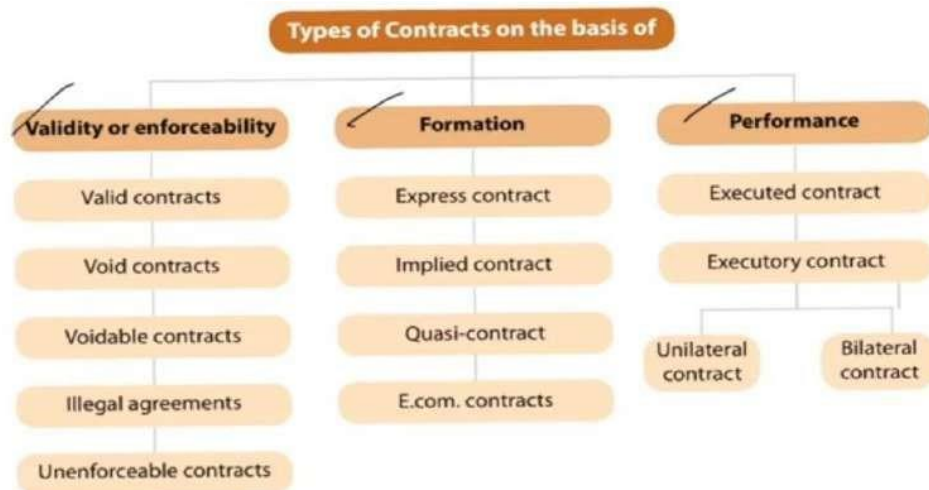 Types of Contracts on the basis of
Validity or enforceability
Valid contracts
Void contracts
Voidable contracts
Illegal agreements
Unenforceable contracts
Formation
Express contract
Implied contract
Quasi-contract
E.com. contracts
Performance
Executed contract
Executory contract
Unilateral
contract
Bilateral
contract